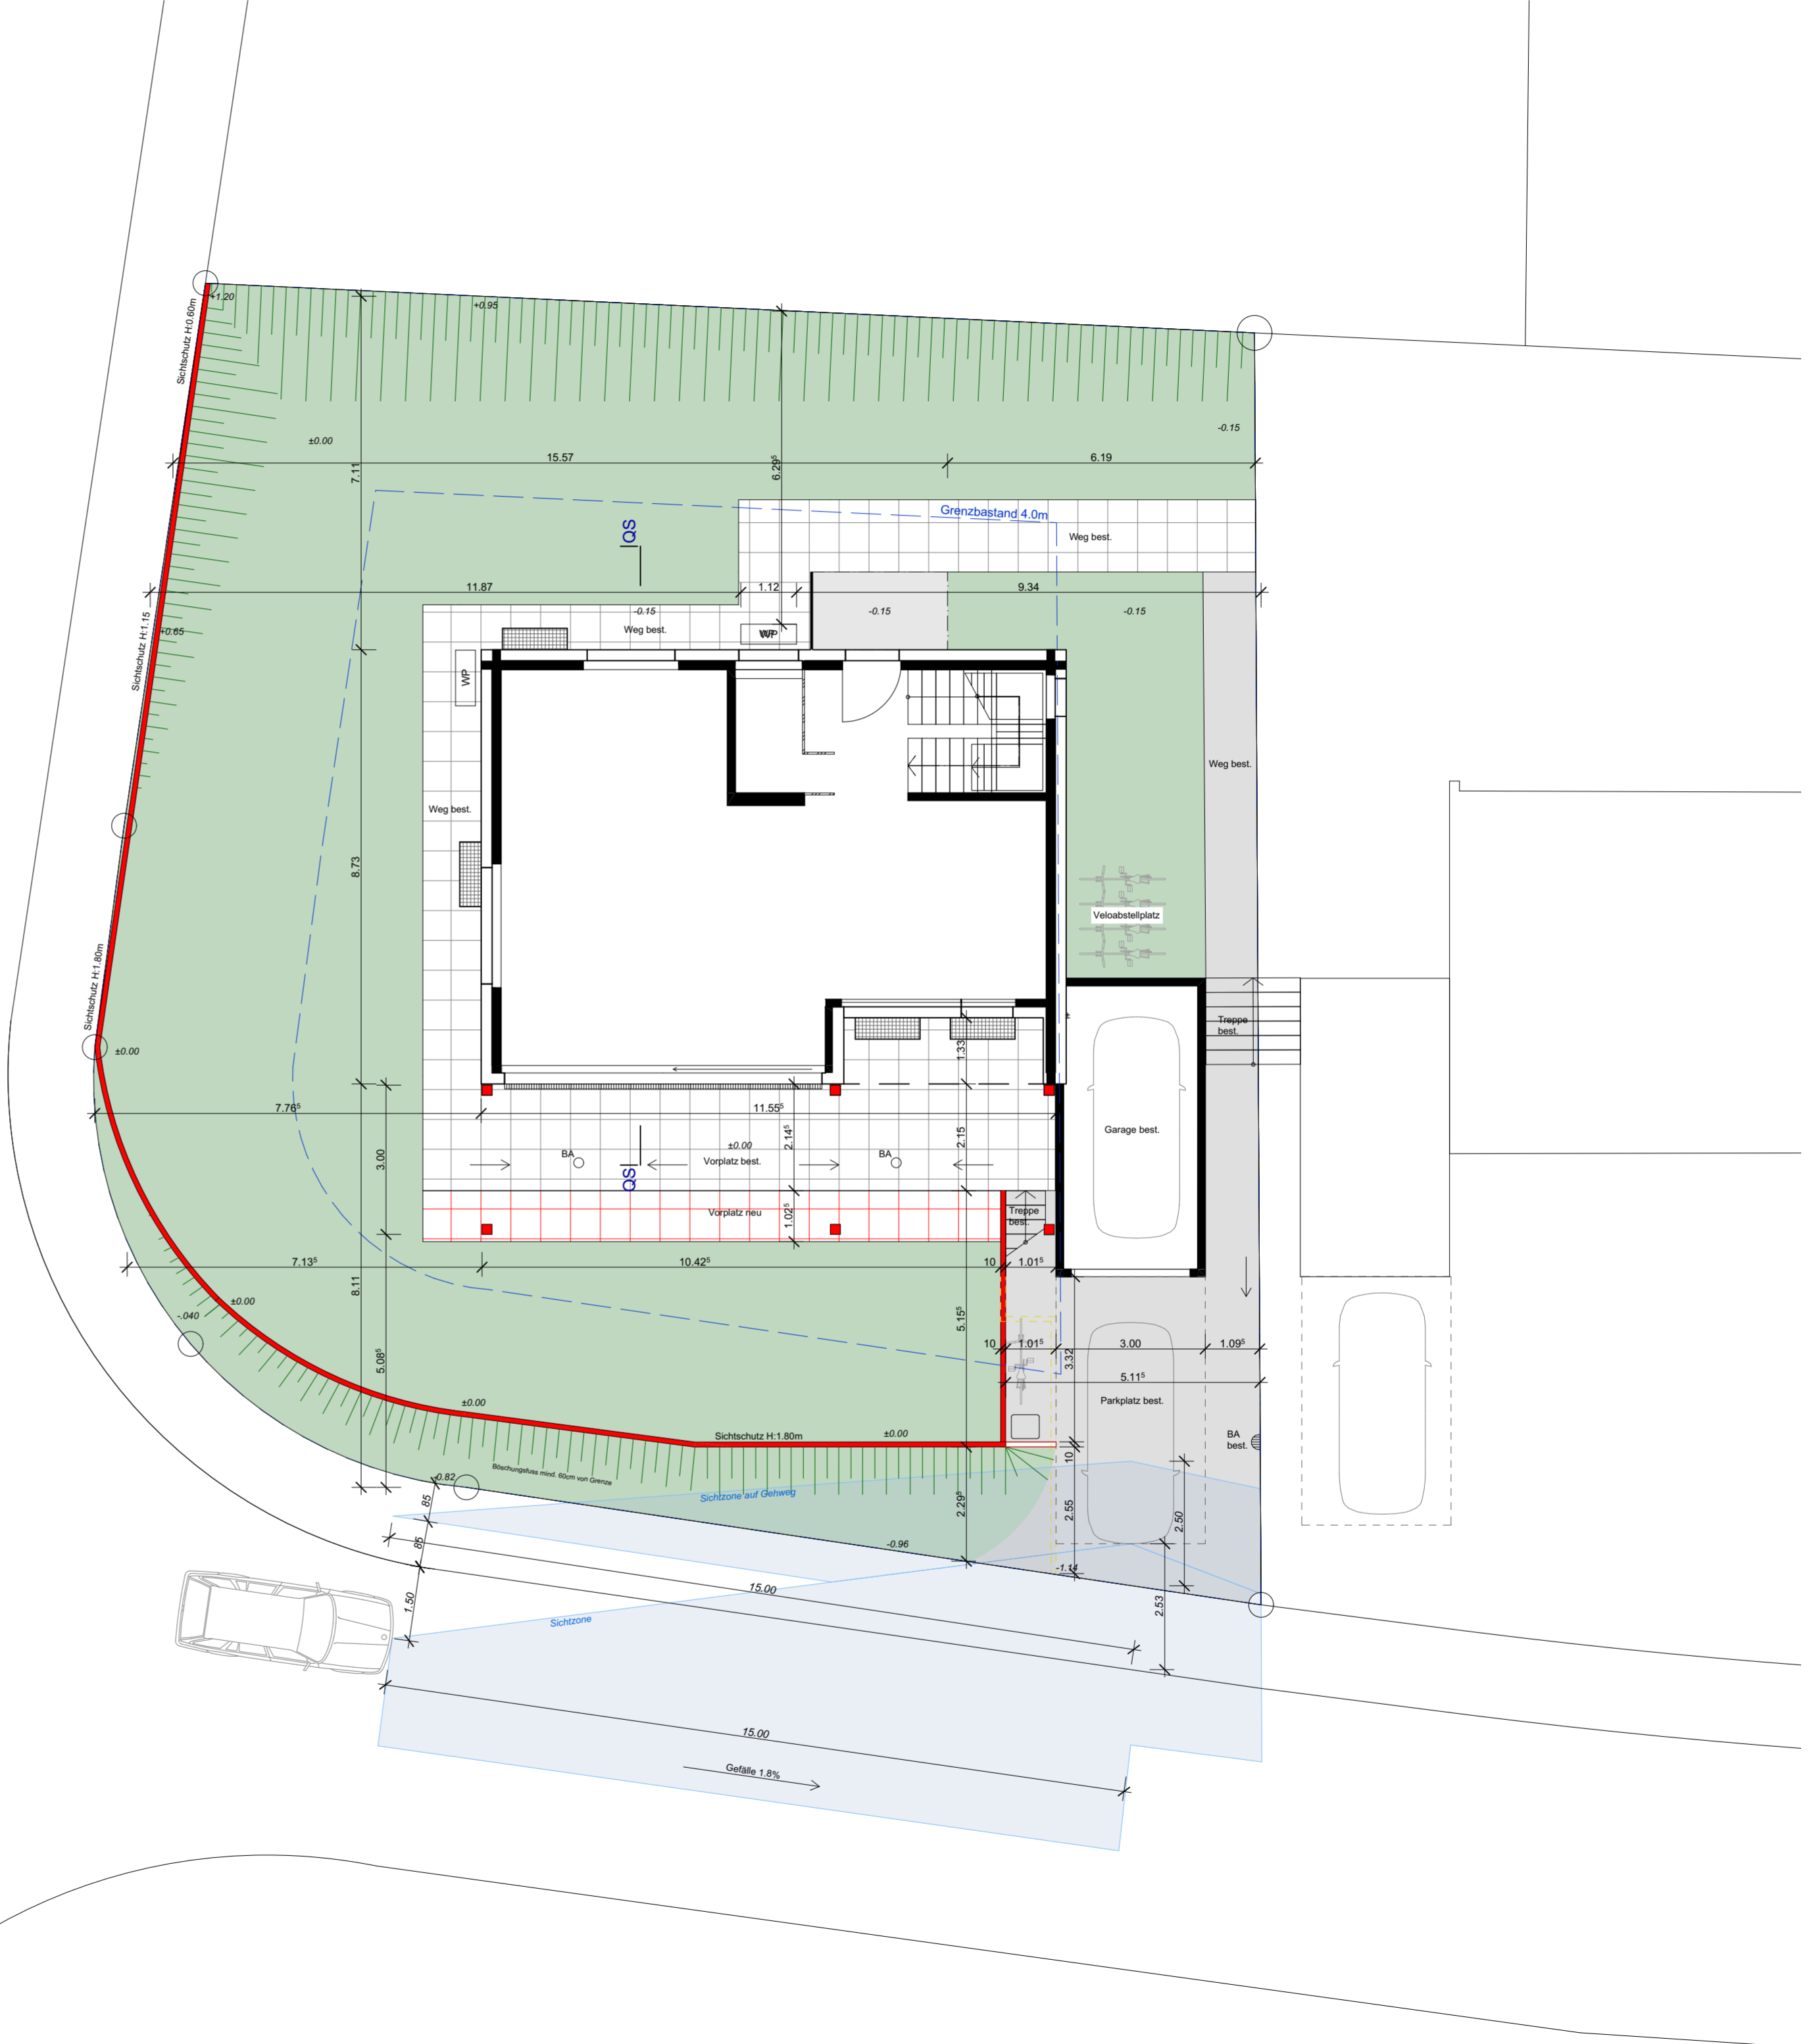 +1.20
Sichtschutz H:0.60m
+0.95
±0.00
-0.15
15.57
6.19
7.11
6.29⁵
Grenzbastand 4.0m
QS
Weg best.
11.87
1.12
9.34
Sichtschutz H:1.15
+0.65
-0.15
Weg best.
WP
-0.15
-0.15
WP
Weg best.
Weg best.
8.73
Veloabstellplatz
Sichtschutz H:1.80m
±0.00
Treppe
best.
±
1.33
7.76⁵
11.55⁵
Garage best.
3.00
BA
QS
±0.00
Vorplatz best.
2.14⁵
BA
2.15
Vorplatz neu
1.02⁵
Treppe
best.
7.13⁵
10.42⁵
10
1.01⁵
8.11
±0.00
-.040
5.08⁵
5.15⁵
10
1.01⁵
3.32
3.00
1.09⁵
5.11⁵
Parkplatz best.
±0.00
Sichtschutz H:1.80m
±0.00
BA
best.
10
Böschungsfuss mind. 60cm von Grenze
-0.82
85
Sichtzone auf Gehweg
2.29⁵
2.55
2.50
85
-0.96
-1.14
15.00
1.50
Sichtzone
2.53
15.00
Gefälle 1.8%